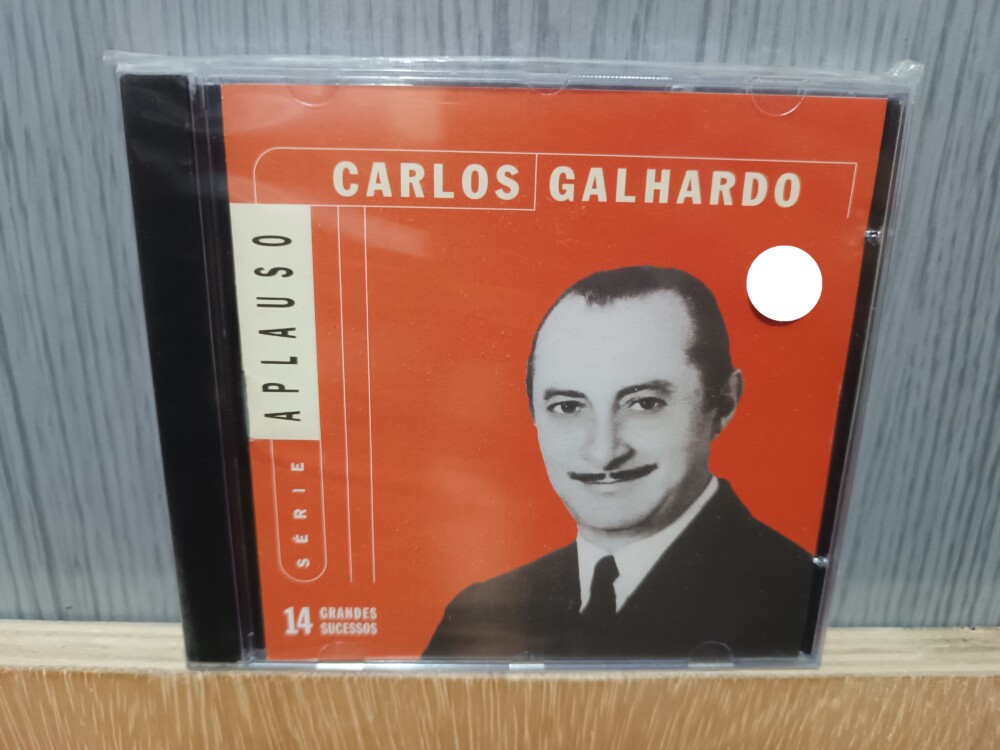 CARLOS GALHARDO
SÉRIE APLAUSO
14 GRANDES
SUCESSOS